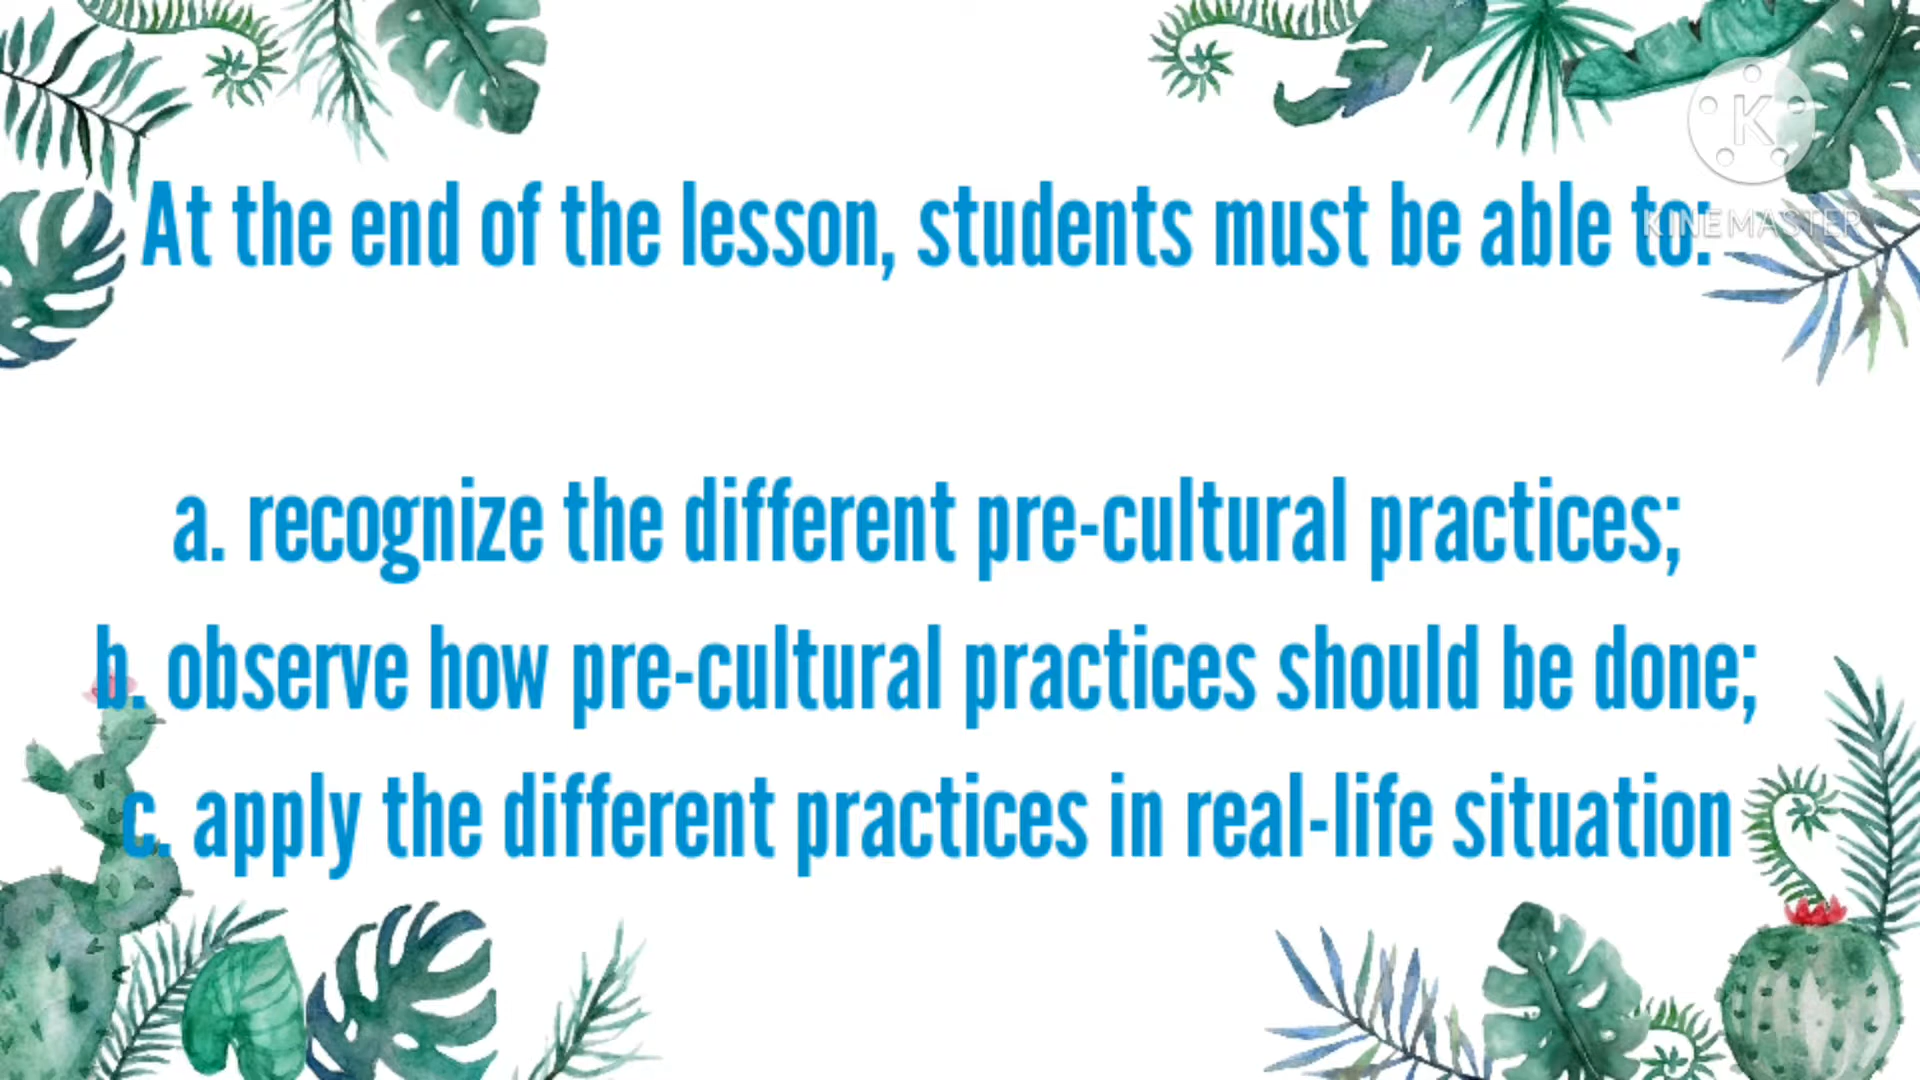 K
KINEMASTER
At the end of the lesson, students must be able to:
a. recognize the different pre-cultural practices;
b. observe how pre-cultural practices should be done;
c. apply the different practices in real-life situation